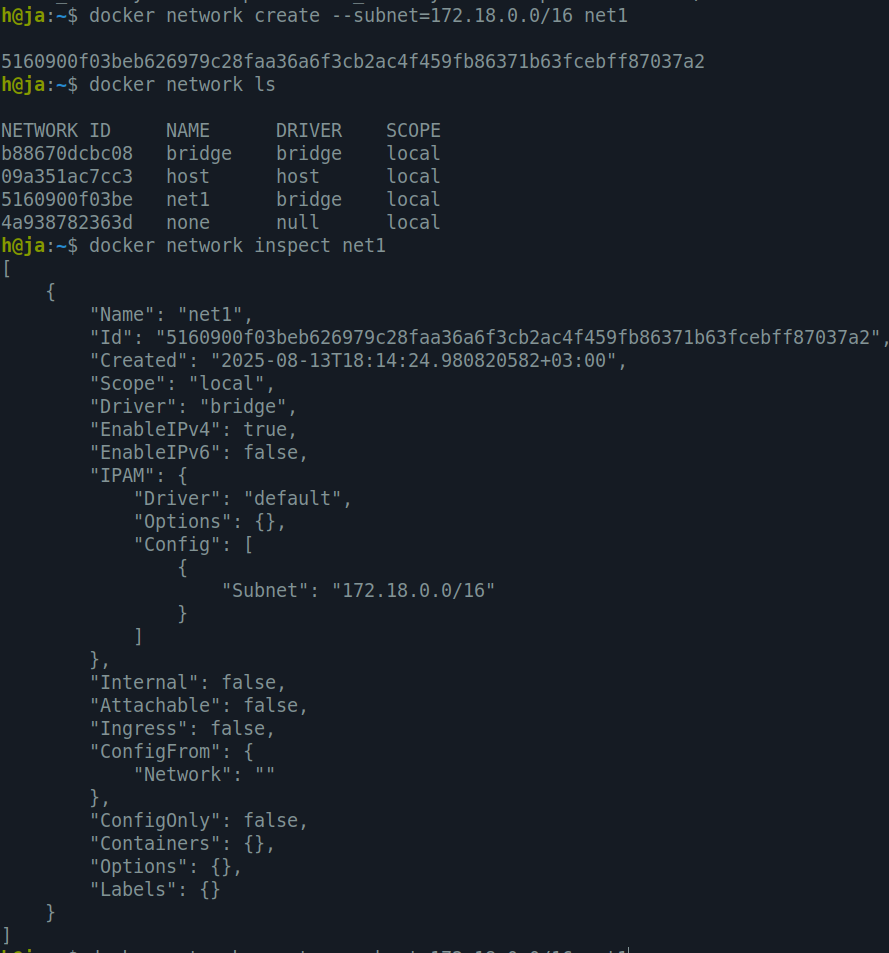 h@ja:~$ docker network create --subnet=172.18.0.0/16 net1
5160900f03beb626979c28faa36a6f3cb2ac4f459fb86371b63fcebff87037a2
h@ja:~$ docker network ls
NETWORK ID     NAME      DRIVER    SCOPE
b88670dcbc08   bridge    bridge    local
09a351ac7cc3   host      host      local
5160900f03be   net1      bridge    local
4a938782363d   none      null      local
h@ja:~$ docker network inspect net1
[
    {
        "Name": "net1",
        "Id": "5160900f03beb626979c28faa36a6f3cb2ac4f459fb86371b63fcebff87037a2",
        "Created": "2025-08-13T18:14:24.980820582+03:00",
        "Scope": "local",
        "Driver": "bridge",
        "EnableIPv4": true,
        "EnableIPv6": false,
        "IPAM": {
            "Driver": "default",
            "Options": {},
            "Config": [
                {
                    "Subnet": "172.18.0.0/16"
                }
            ]
        },
        "Internal": false,
        "Attachable": false,
        "Ingress": false,
        "ConfigFrom": {
            "Network": ""
        },
        "ConfigOnly": false,
        "Containers": {},
        "Options": {},
        "Labels": {}
    }
]